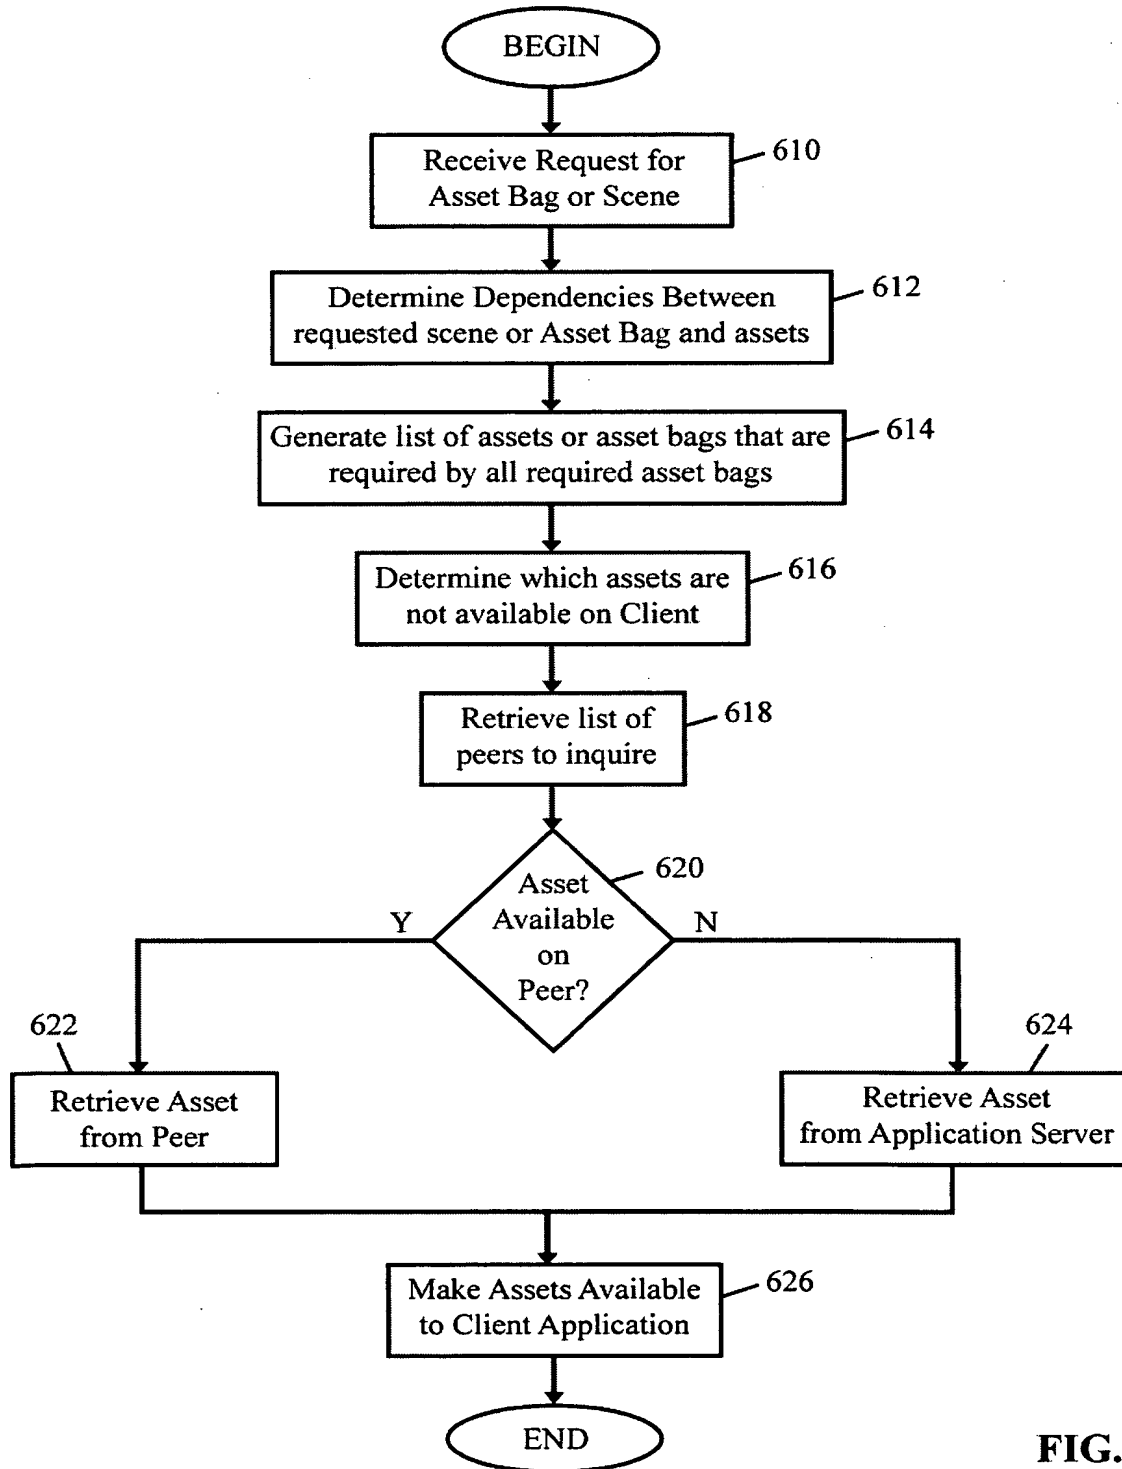 BEGIN
Receive Request for
Asset Bag or Scene
610
Determine Dependencies Between
requested scene or Asset Bag and assets
612
Generate list of assets or asset bags that are
required by all required asset bags
614
Determine which assets are
not available on Client
616
Retrieve list of
peers to inquire
618
Asset
Available
on
Peer?
620
Y
N
622
Retrieve Asset
from Peer
624
Retrieve Asset
from Application Server
Make Assets Available
to Client Application
626
END
FIG.